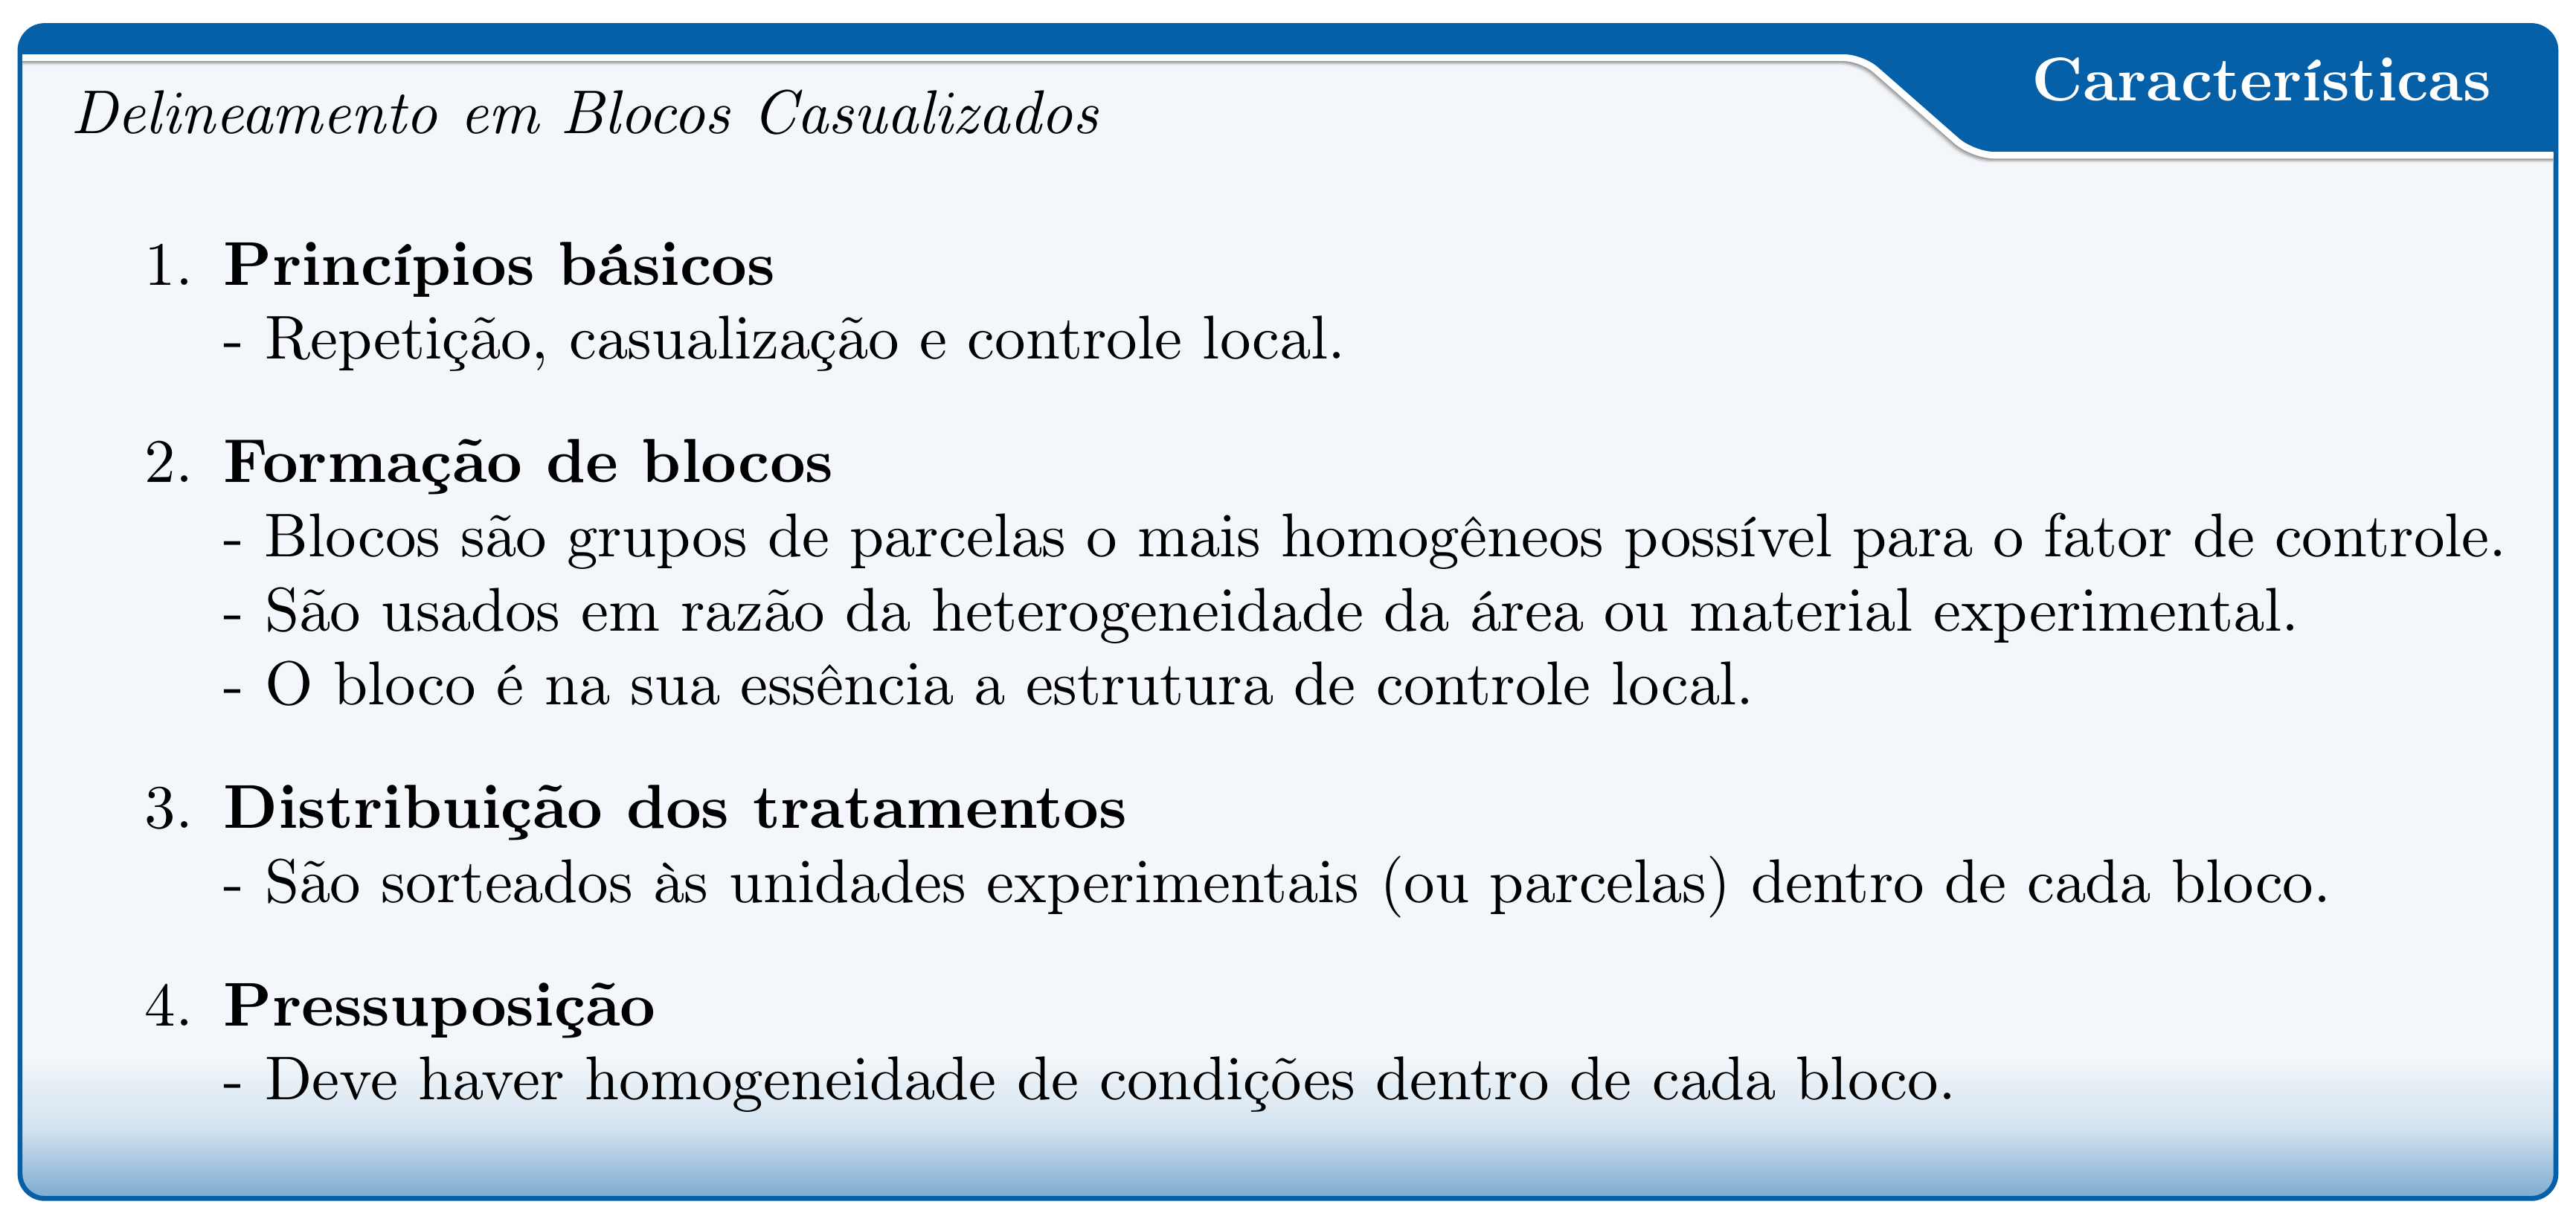 Características
Delineamento em Blocos Casualizados
1. Princípios básicos
- Repetição, casualização e controle local.
2. Formação de blocos
- Blocos são grupos de parcelas o mais homogêneos possível para o fator de controle.
- São usados em razão da heterogeneidade da área ou material experimental.
- O bloco é na sua essência a estrutura de controle local.
3. Distribuição dos tratamentos
- São sorteados às unidades experimentais (ou parcelas) dentro de cada bloco.
4. Pressuposição
- Deve haver homogeneidade de condições dentro de cada bloco.